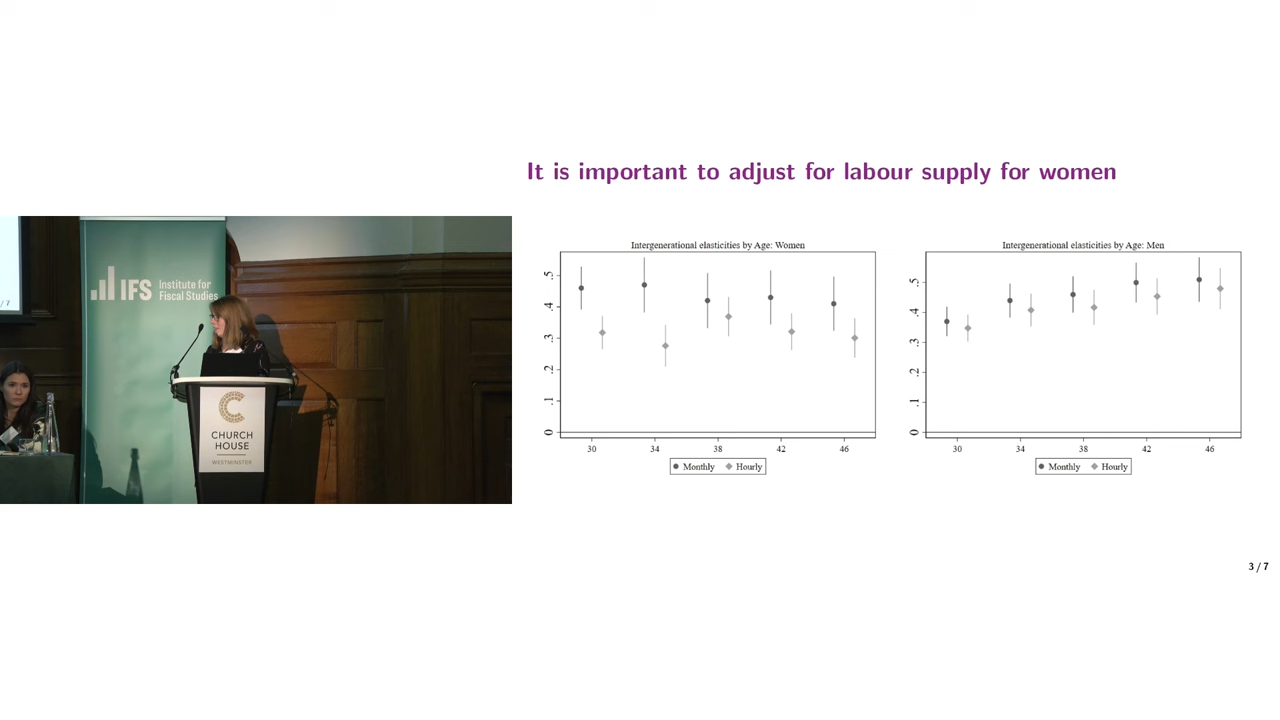 It is important to adjust for labour supply for women
/ 7
IFS
Institute for
Fiscal Studies
CHURCH
HOUSE
WESTMINSTER
Intergenerational elasticities by Age: Women
.5
.4
.3
.2
.1
0
30 34 38 42 46
Monthly Hourly
Intergenerational elasticities by Age: Men
.5
.4
.3
.2
.1
0
30 34 38 42 46
Monthly Hourly
3 / 7